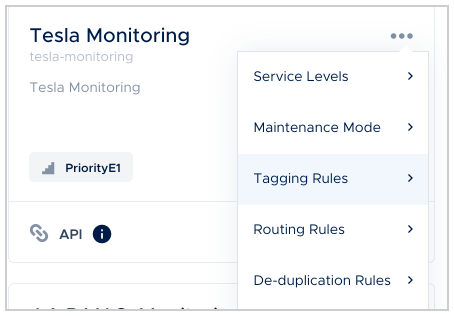 Tesla Monitoring
tesla-monitoring
Tesla Monitoring
PriorityE1
API
Service Levels
Maintenance Mode
Tagging Rules
Routing Rules
De-duplication Rules